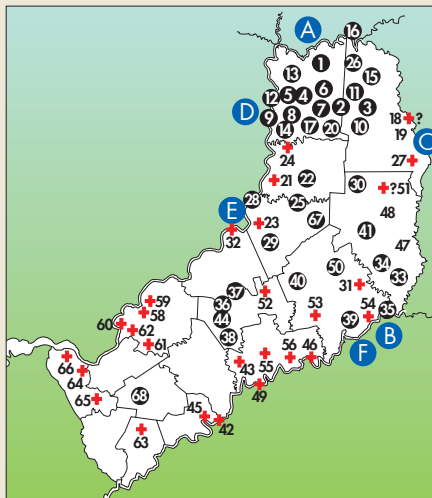 A 16
1 26
13 15
6 11
12 5 4
D 9 8 7 2 3
18 ?
14 17 20 10 19
C
24 27
21 22 30 ?51
28 25 48
E 23 67 41
32 29 47
50 34
33
37 40 31
59 36 52
58 44 53 54 35
60 62 39 B
61 38 F
66 43 55 56 46
64 49
65 68
45 42
63